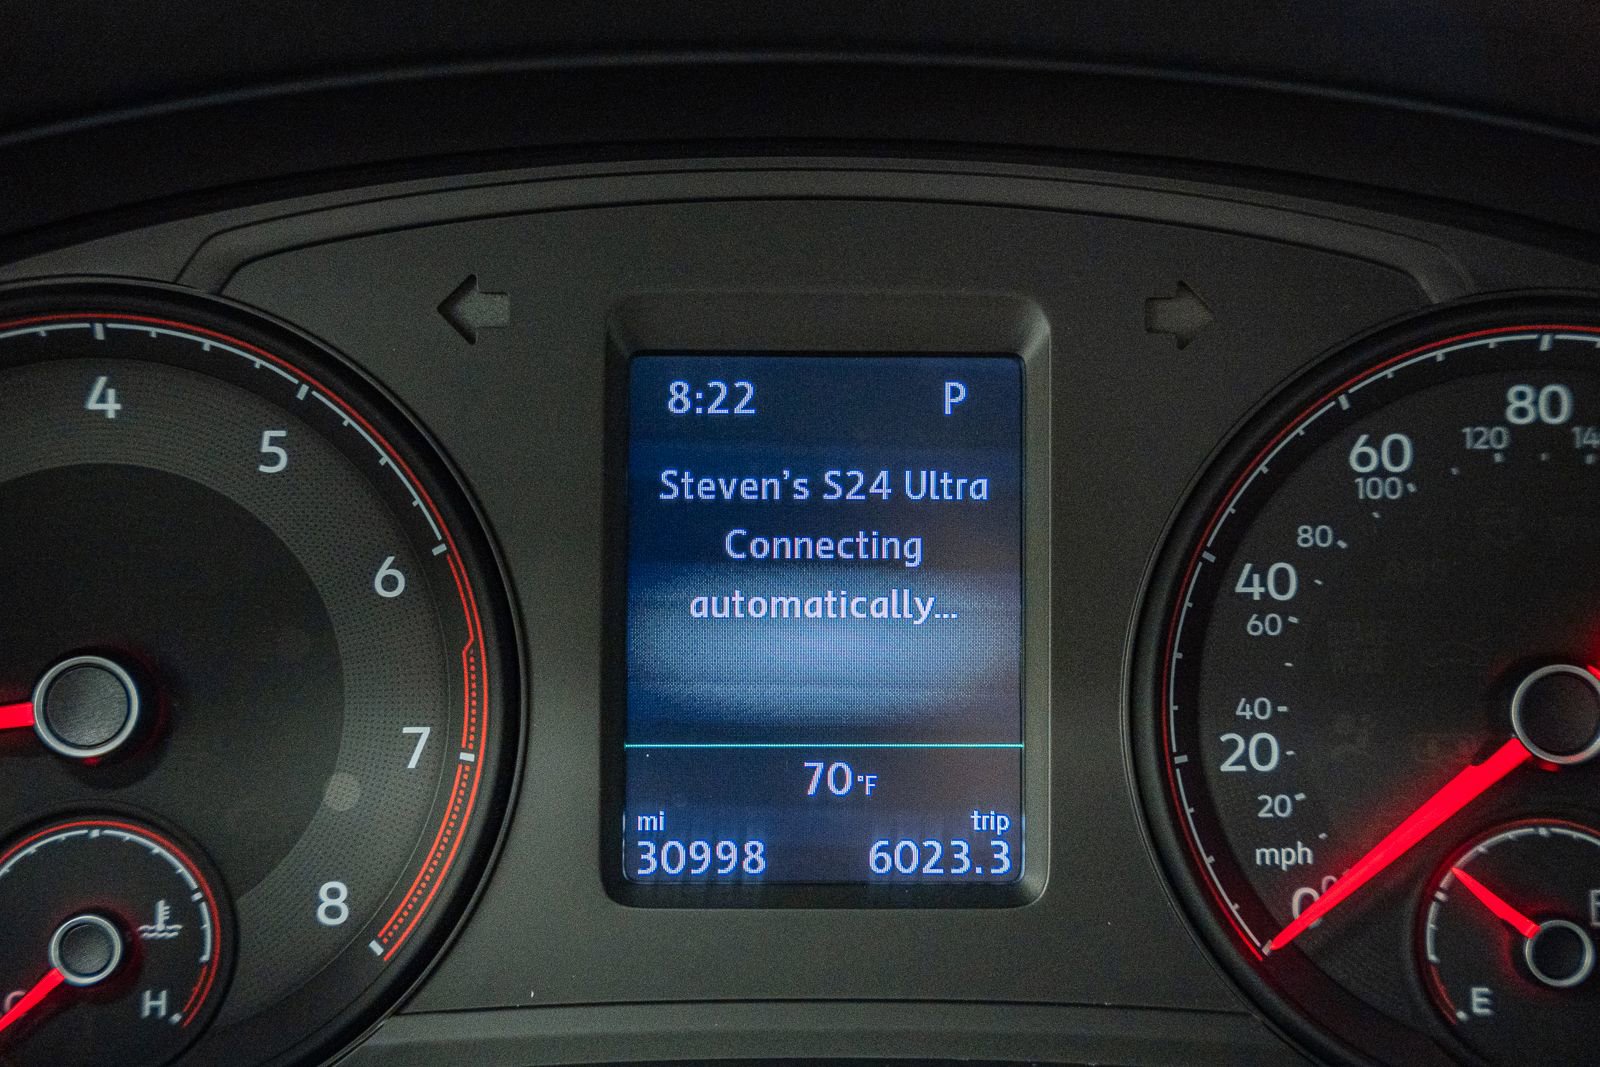 8:22 P
Steven's S24 Ultra
Connecting
automatically...
70°F
mi trip
30998 6023.3
4
5
6
7
8
H
80
60
120
100
80
40
60
40
20
20
mph
0
E